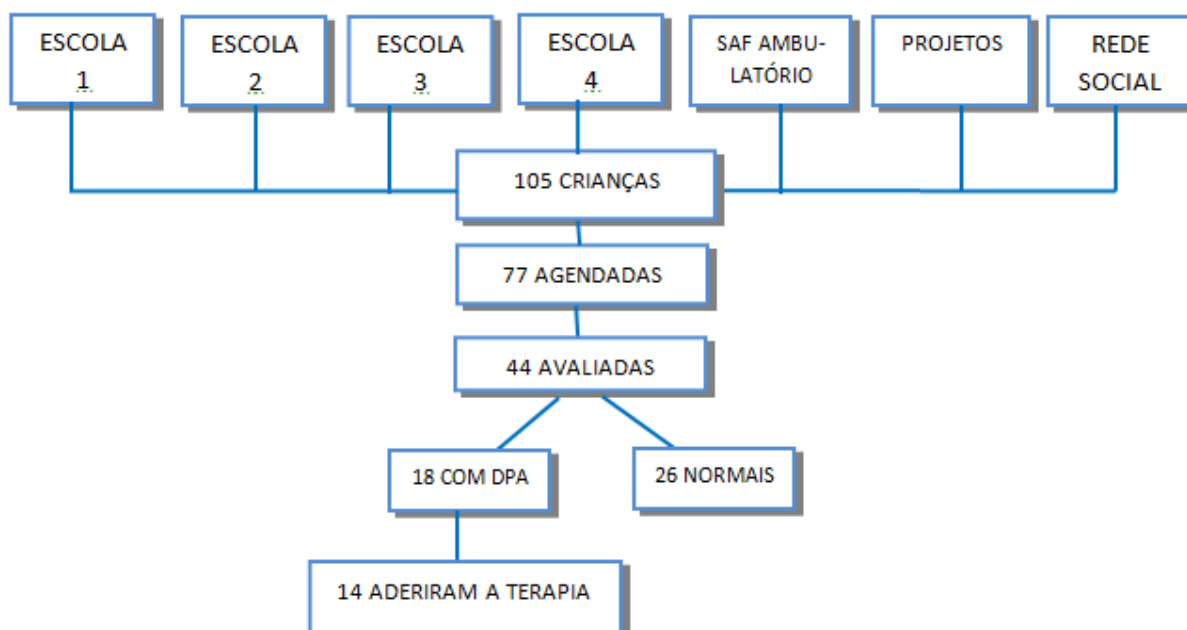 ESCOLA
1
ESCOLA
2
ESCOLA
3
ESCOLA
4
SAF AMBU-
LATÓRIO
PROJETOS
REDE
SOCIAL
105 CRIANÇAS
77 AGENDADAS
44 AVALIADAS
18 COM DPA
26 NORMAIS
14 ADERIRAM A TERAPIA